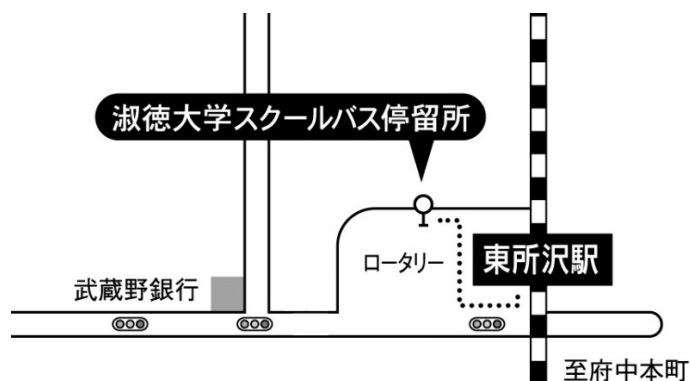 淑徳大学スクールバス停留所
ロータリー
東所沢駅
武蔵野銀行
至府中本町